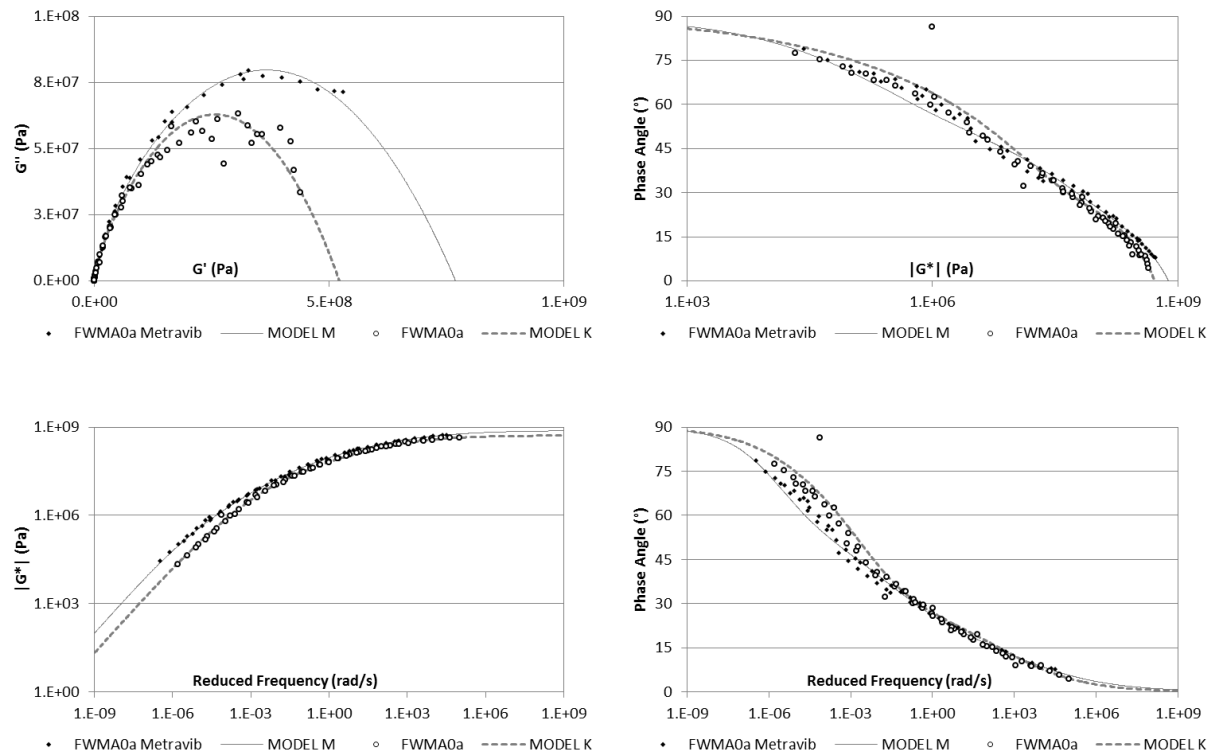 1.E+08
8.E+07
5.E+07
3.E+07
0.E+00
G'' (Pa)
G' (Pa)
0.E+00 5.E+08 1.E+09
FWMA0a Metravib MODEL M FWMA0a MODEL K
90
75
60
45
30
15
0
Phase Angle (°)
|G*| (Pa)
1.E+03 1.E+06 1.E+09
FWMA0a Metravib MODEL M FWMA0a MODEL K
1.E+09
1.E+06
1.E+03
1.E+00
|G*| (Pa)
Reduced Frequency (rad/s)
1.E-09 1.E-06 1.E-03 1.E+00 1.E+03 1.E+06 1.E+09
FWMA0a Metravib MODEL M FWMA0a MODEL K
90
75
60
45
30
15
0
Phase Angle (°)
Reduced Frequency (rad/s)
1.E-09 1.E-06 1.E-03 1.E+00 1.E+03 1.E+06 1.E+09
FWMA0a Metravib MODEL M FWMA0a MODEL K